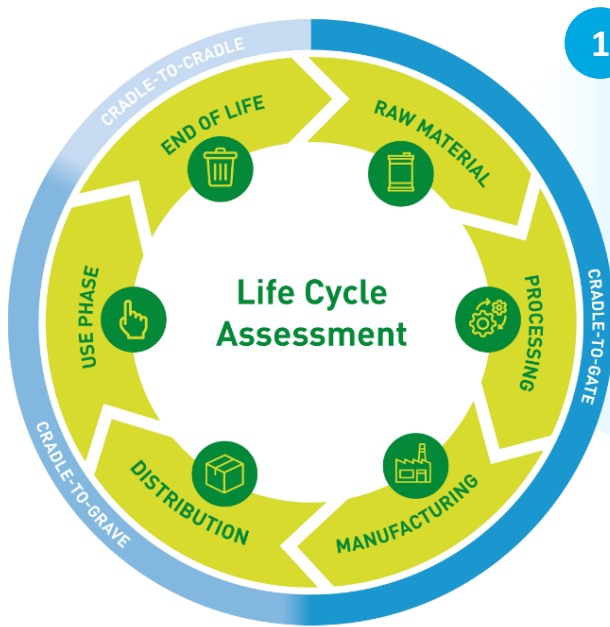 1
CRADLE-TO-CRADLE
END OF LIFE
RAW MATERIAL
USE PHASE
Life Cycle
Assessment
PROCESSING
CRADLE-TO-GATE
CRADLE-TO-GRAVE
DISTRIBUTION
MANUFACTURING